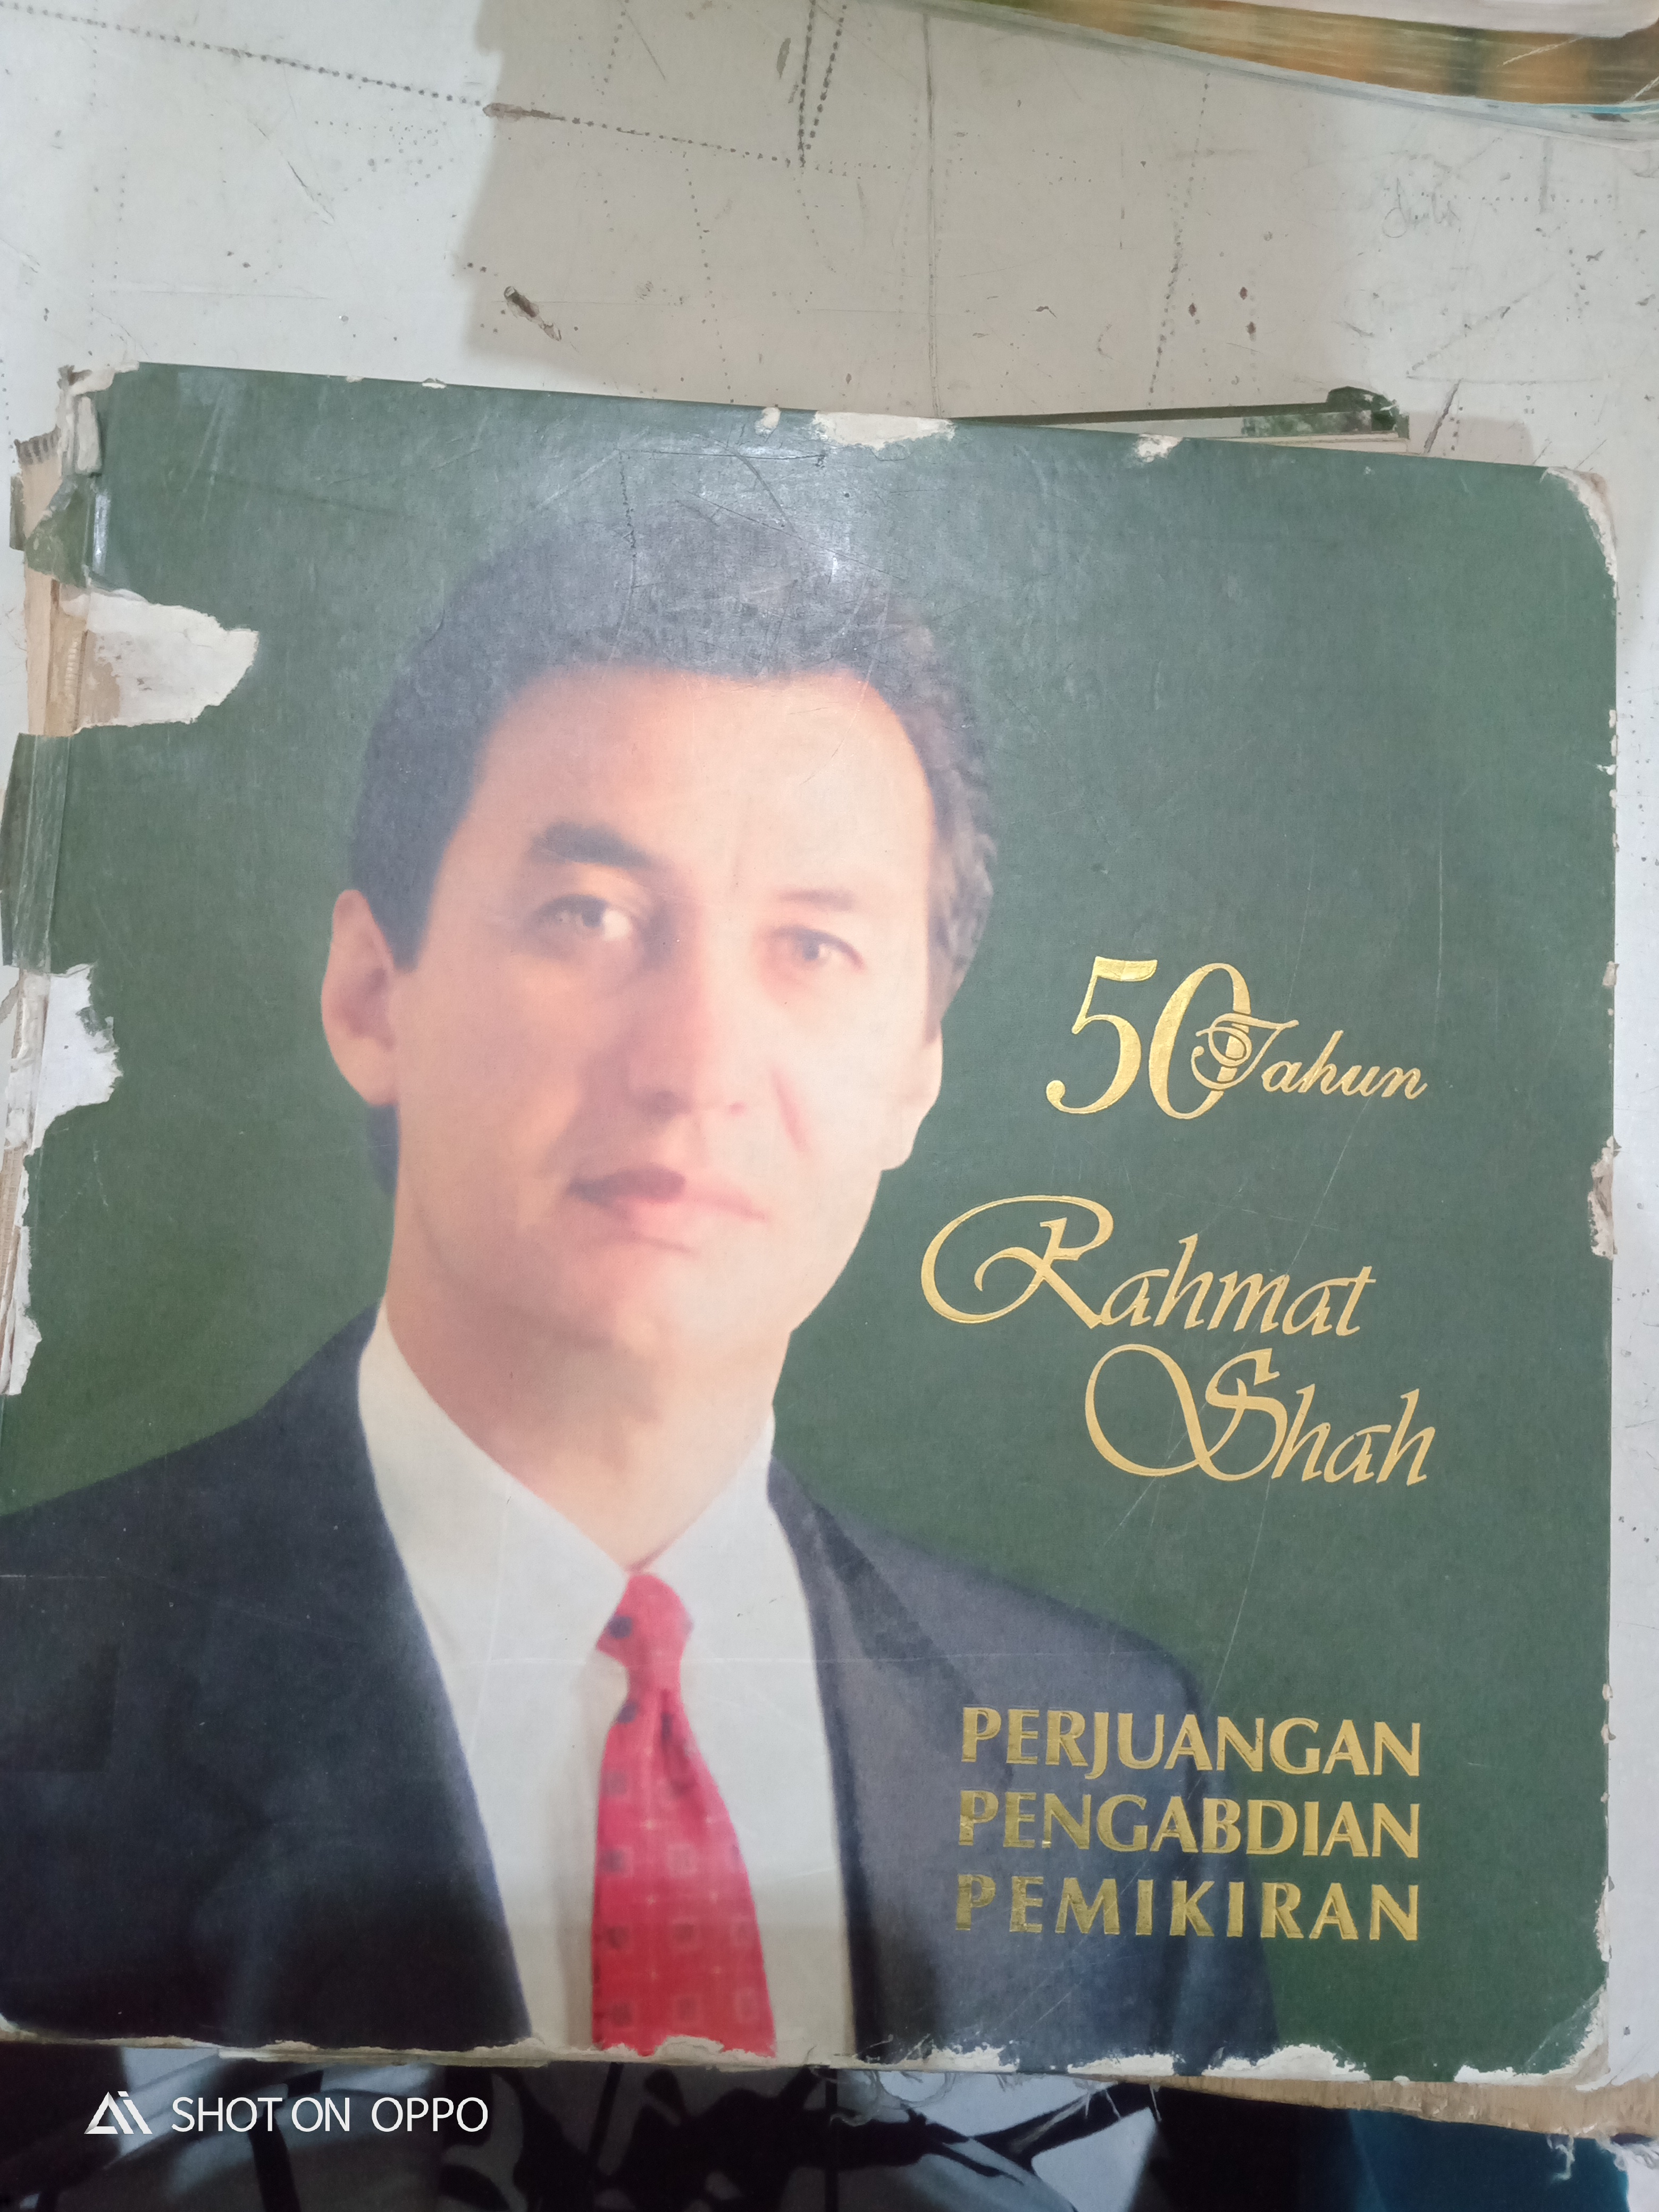 50 Tahun
Rahmat
Shah
PERJUANGAN
PENGABDIAN
PEMIKIRAN
SHOT ON OPPO